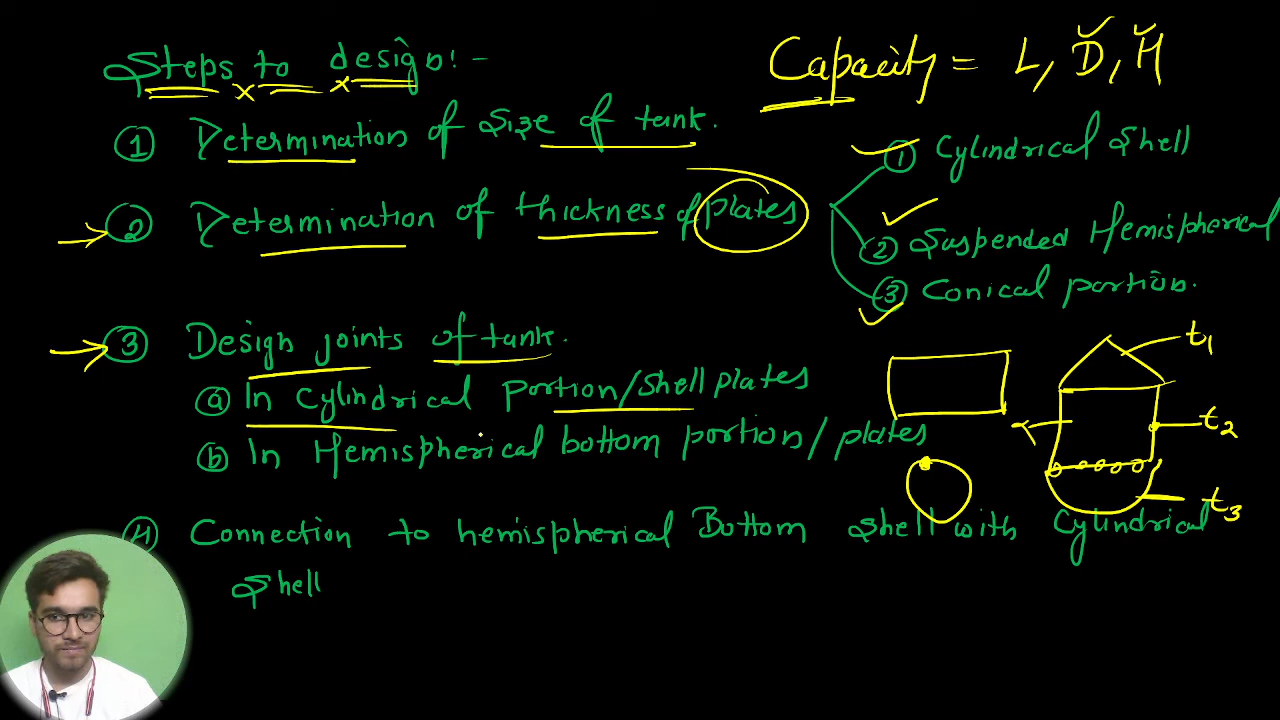 Steps to design:-
Capacity = L, D, H
① Determination of Size of tank.
① Cylindrical Shell
② Determination of thickness of plates
② Suspended Hemispherical
③ Conical portion.
③ Design joints of tank.
t1
ⓐ In Cylindrical Portion/Shell plates
t2
ⓑ In Hemispherical bottom portion/plates
t3
④ Connection to hemispherical Bottom Shell with Cylindrical
Shell